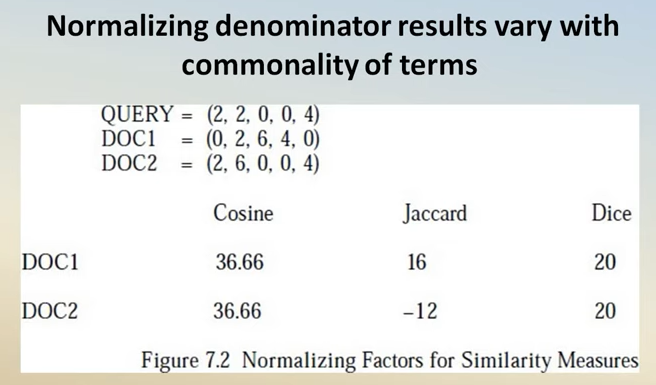 Normalizing denominator results vary with
commonality of terms
QUERY = (2, 2, 0, 0, 4)
DOC1 = (0, 2, 6, 4, 0)
DOC2 = (2, 6, 0, 0, 4)
Cosine Jaccard Dice
DOC1 36.66 16 20
DOC2 36.66 −12 20
Figure 7.2 Normalizing Factors for Similarity Measures